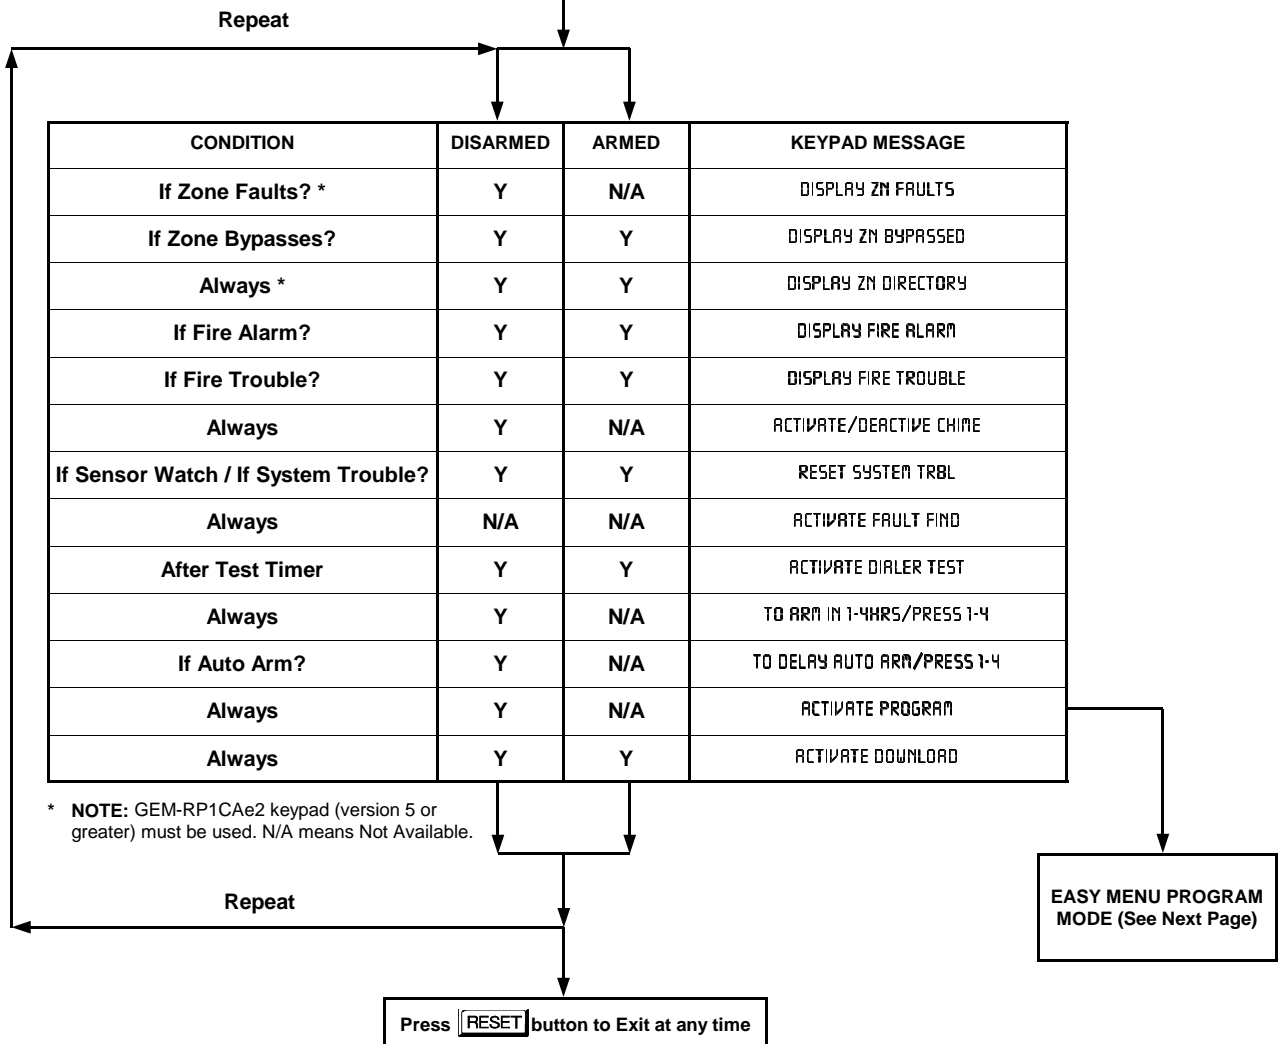 Repeat
CONDITION DISARMED ARMED KEYPAD MESSAGE
If Zone Faults? * Y N/A DISPLAY ZN FAULTS
If Zone Bypasses? Y Y DISPLAY ZN BYPASSED
Always * Y Y DISPLAY ZN DIRECTORY
If Fire Alarm? Y Y DISPLAY FIRE ALARM
If Fire Trouble? Y Y DISPLAY FIRE TROUBLE
Always Y N/A ACTIVATE/DEACTIVE CHIME
If Sensor Watch / If System Trouble? Y Y RESET SYSTEM TRBL
Always N/A N/A ACTIVATE FAULT FIND
After Test Timer Y Y ACTIVATE DIALER TEST
Always Y N/A TO ARM IN 1-4HRS/PRESS 1-4
If Auto Arm? Y N/A TO DELAY AUTO ARM/PRESS 1-4
Always Y N/A ACTIVATE PROGRAM
Always Y Y ACTIVATE DOWNLOAD
* NOTE: GEM-RP1CAe2 keypad (version 5 or
greater) must be used. N/A means Not Available.
Repeat
EASY MENU PROGRAM
MODE (See Next Page)
Press RESET button to Exit at any time